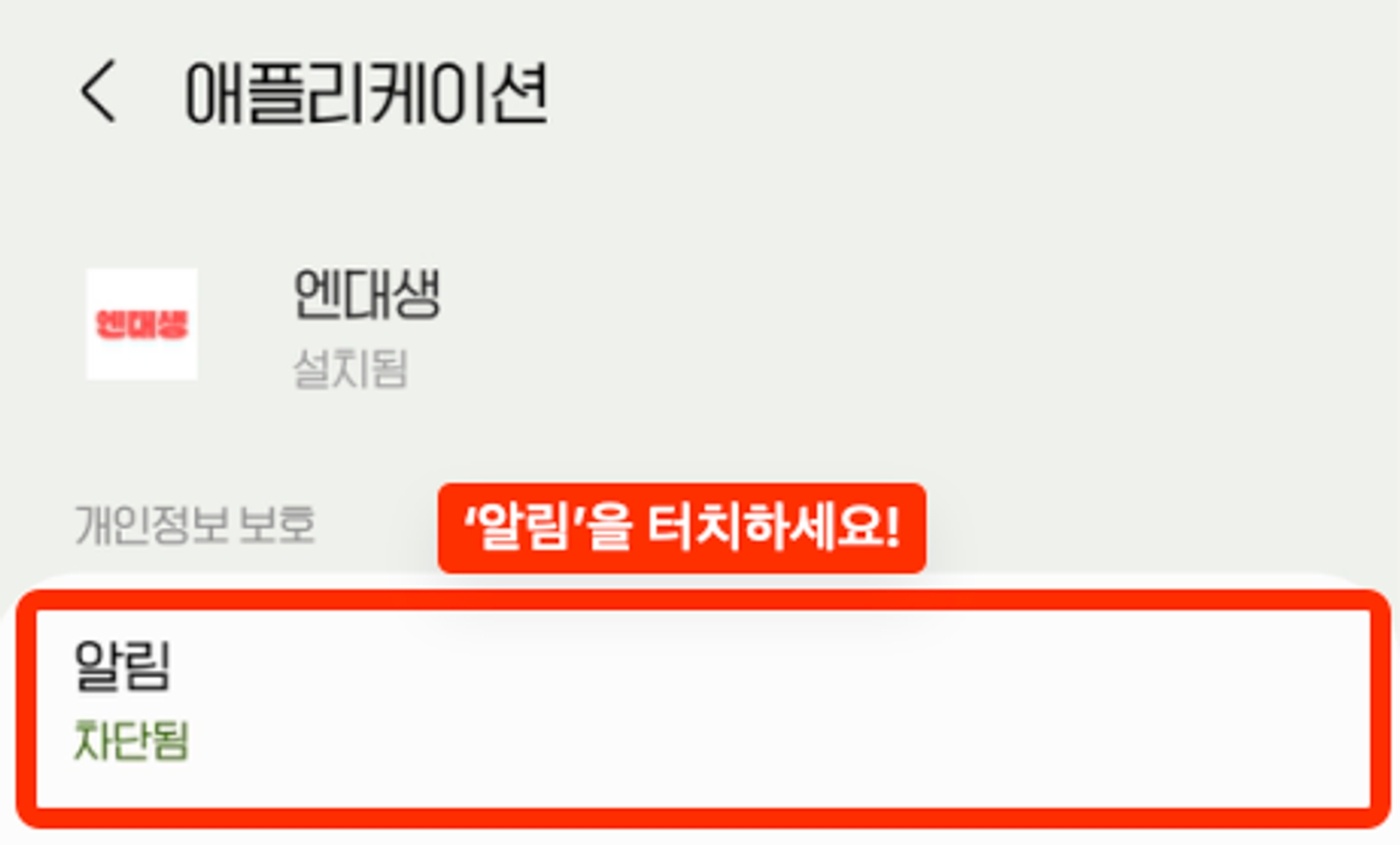 애플리케이션
엔대생
엔대생
설치됨
개인정보 보호
‘알림’을 터치하세요!
알림
차단됨